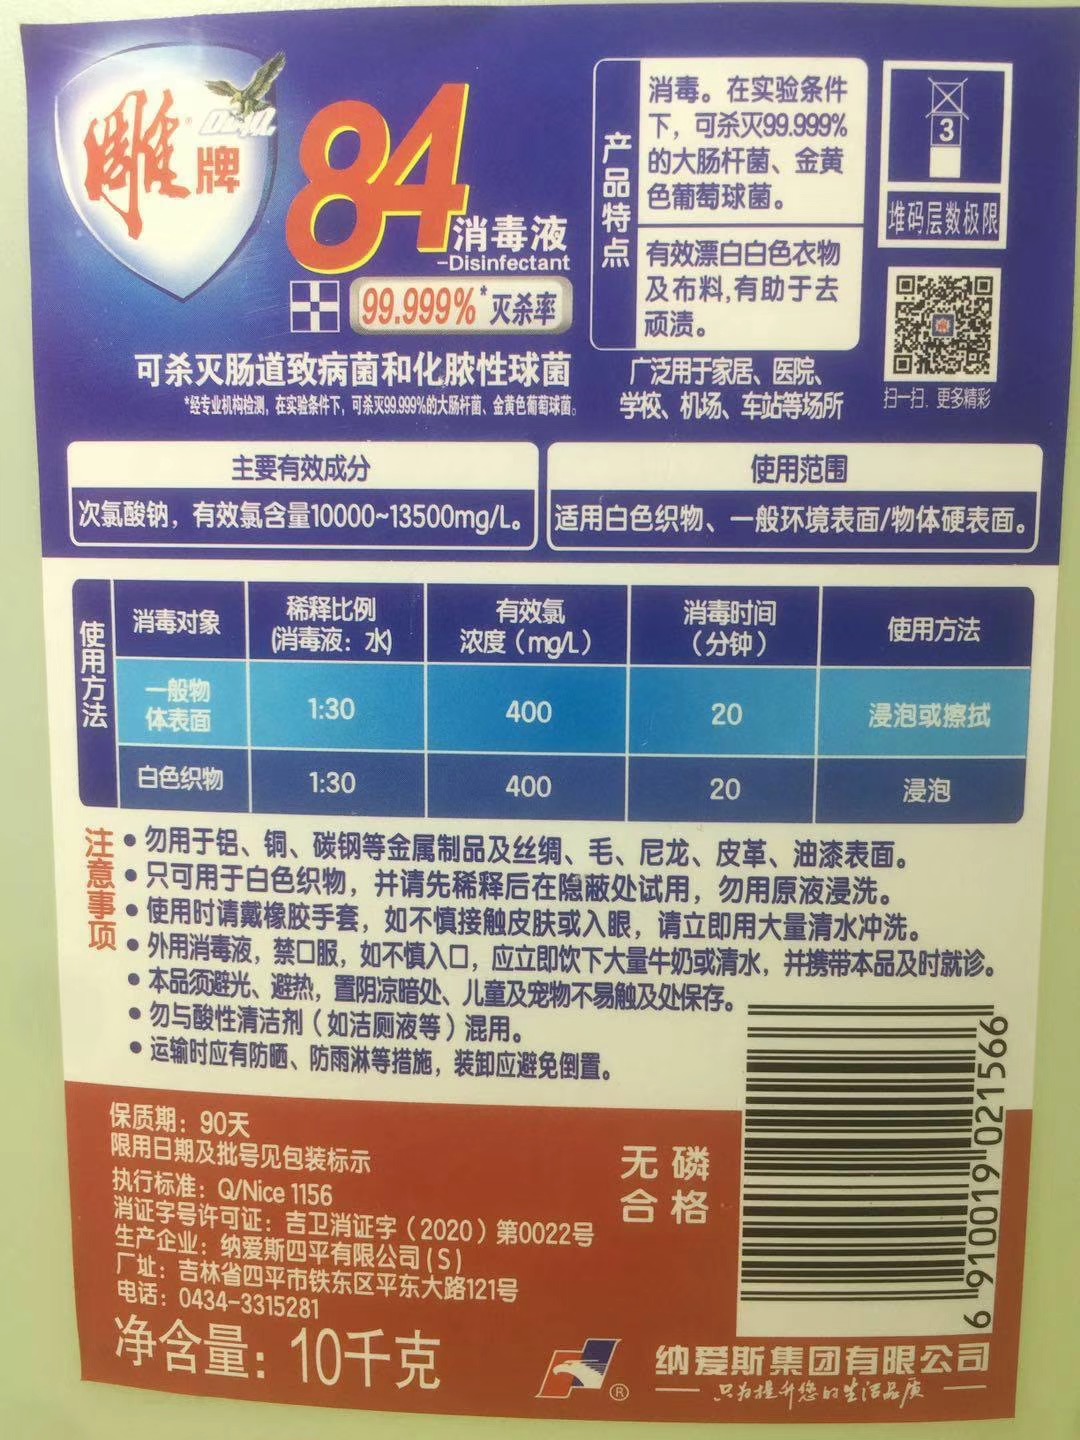 雕牌
84
消毒液
-Disinfectant
99.999%*灭杀率
可杀灭肠道致病菌和化脓性球菌
*经专业机构检测，在实验条件下，可杀灭99.999%的大肠杆菌、金黄色葡萄球菌。
产品特点
消毒。在实验条件
下，可杀灭99.999%
的大肠杆菌、金黄
色葡萄球菌。
有效漂白白色衣物
及布料,有助于去
顽渍。
广泛用于家居、医院、
学校、机场、车站等场所
3
堆码层数极限
扫一扫，更多精彩
主要有效成分
次氯酸钠，有效氯含量10000~13500mg/L。
使用范围
适用白色织物、一般环境表面/物体硬表面。
使用方法
消毒对象 稀释比例(消毒液：水) 有效氯浓度（mg/L） 消毒时间（分钟） 使用方法
一般物体表面 1:30 400 20 浸泡或擦拭
白色织物 1:30 400 20 浸泡
注意事项
• 勿用于铝、铜、碳钢等金属制品及丝绸、毛、尼龙、皮革、油漆表面。
• 只可用于白色织物，并请先稀释后在隐蔽处试用，勿用原液浸洗。
• 使用时请戴橡胶手套，如不慎接触皮肤或入眼，请立即用大量清水冲洗。
• 外用消毒液，禁口服，如不慎入口，应立即饮下大量牛奶或清水，并携带本品及时就诊。
• 本品须避光、避热，置阴凉暗处、儿童及宠物不易触及处保存。
• 勿与酸性清洁剂（如洁厕液等）混用。
• 运输时应有防晒、防雨淋等措施，装卸应避免倒置。
保质期：90天
限用日期及批号见包装标示
执行标准：Q/Nice 1156
消证字号许可证：吉卫消证字（2020）第0022号
生产企业：纳爱斯四平有限公司(S)
厂址：吉林省四平市铁东区平东大路121号
电话：0434-3315281
净含量：10千克
无磷
合格
6 910019 021566
®
纳爱斯集团有限公司
— 只为提升您的生活品质 —